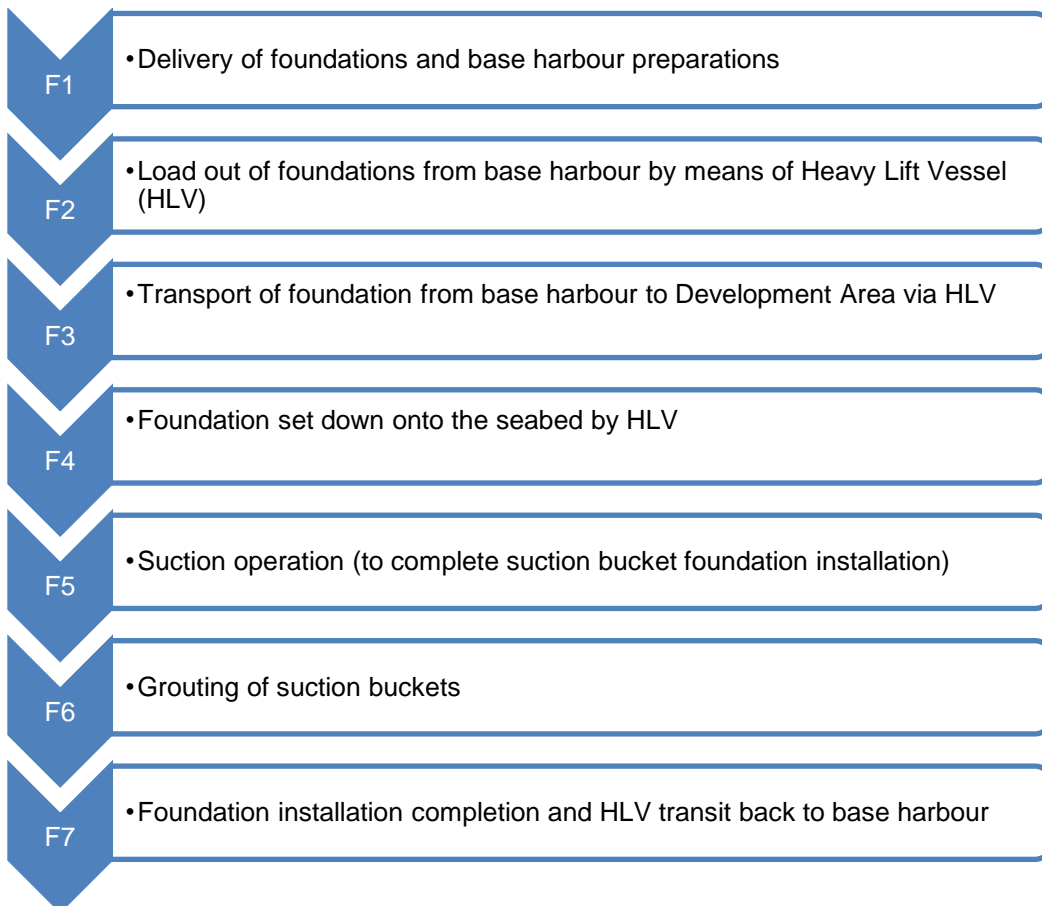 F1
•Delivery of foundations and base harbour preparations
F2
•Load out of foundations from base harbour by means of Heavy Lift Vessel
(HLV)
F3
•Transport of foundation from base harbour to Development Area via HLV
F4
•Foundation set down onto the seabed by HLV
F5
•Suction operation (to complete suction bucket foundation installation)
F6
•Grouting of suction buckets
F7
•Foundation installation completion and HLV transit back to base harbour